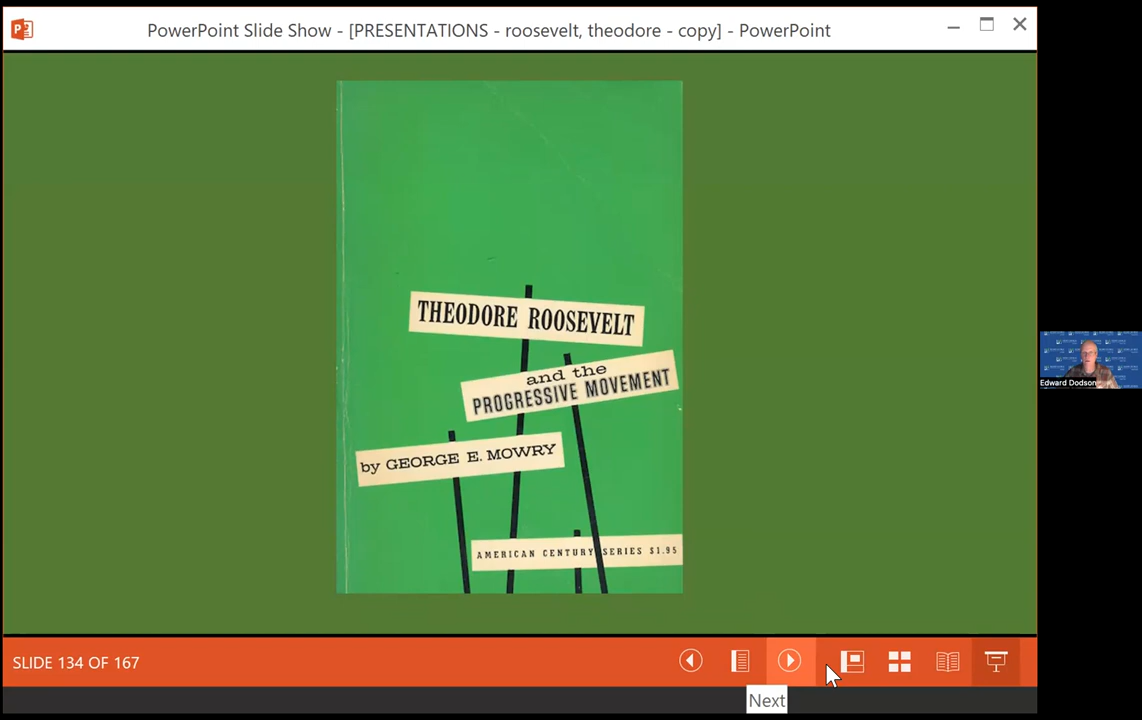 PowerPoint Slide Show - [PRESENTATIONS - roosevelt, theodore - copy] - PowerPoint
THEODORE ROOSEVELT
and the
PROGRESSIVE MOVEMENT
by GEORGE E. MOWRY
AMERICAN CENTURY SERIES $1.95
Edward Dodson
SLIDE 134 OF 167
Next